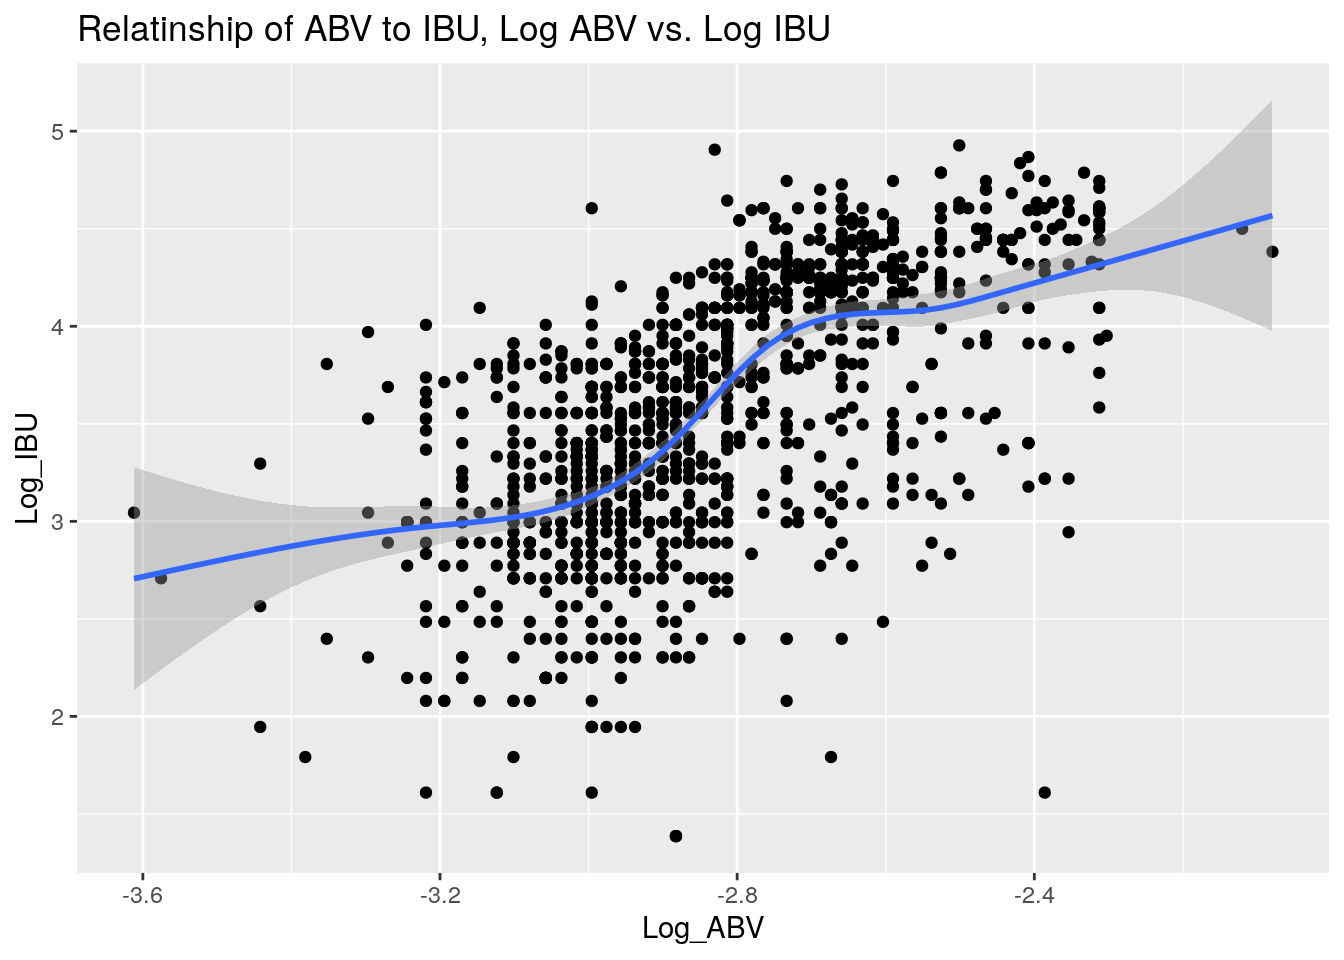 Relatinship of ABV to IBU, Log ABV vs. Log IBU
5
4
3
2
Log_IBU
-3.6 -3.2 -2.8 -2.4
Log_ABV